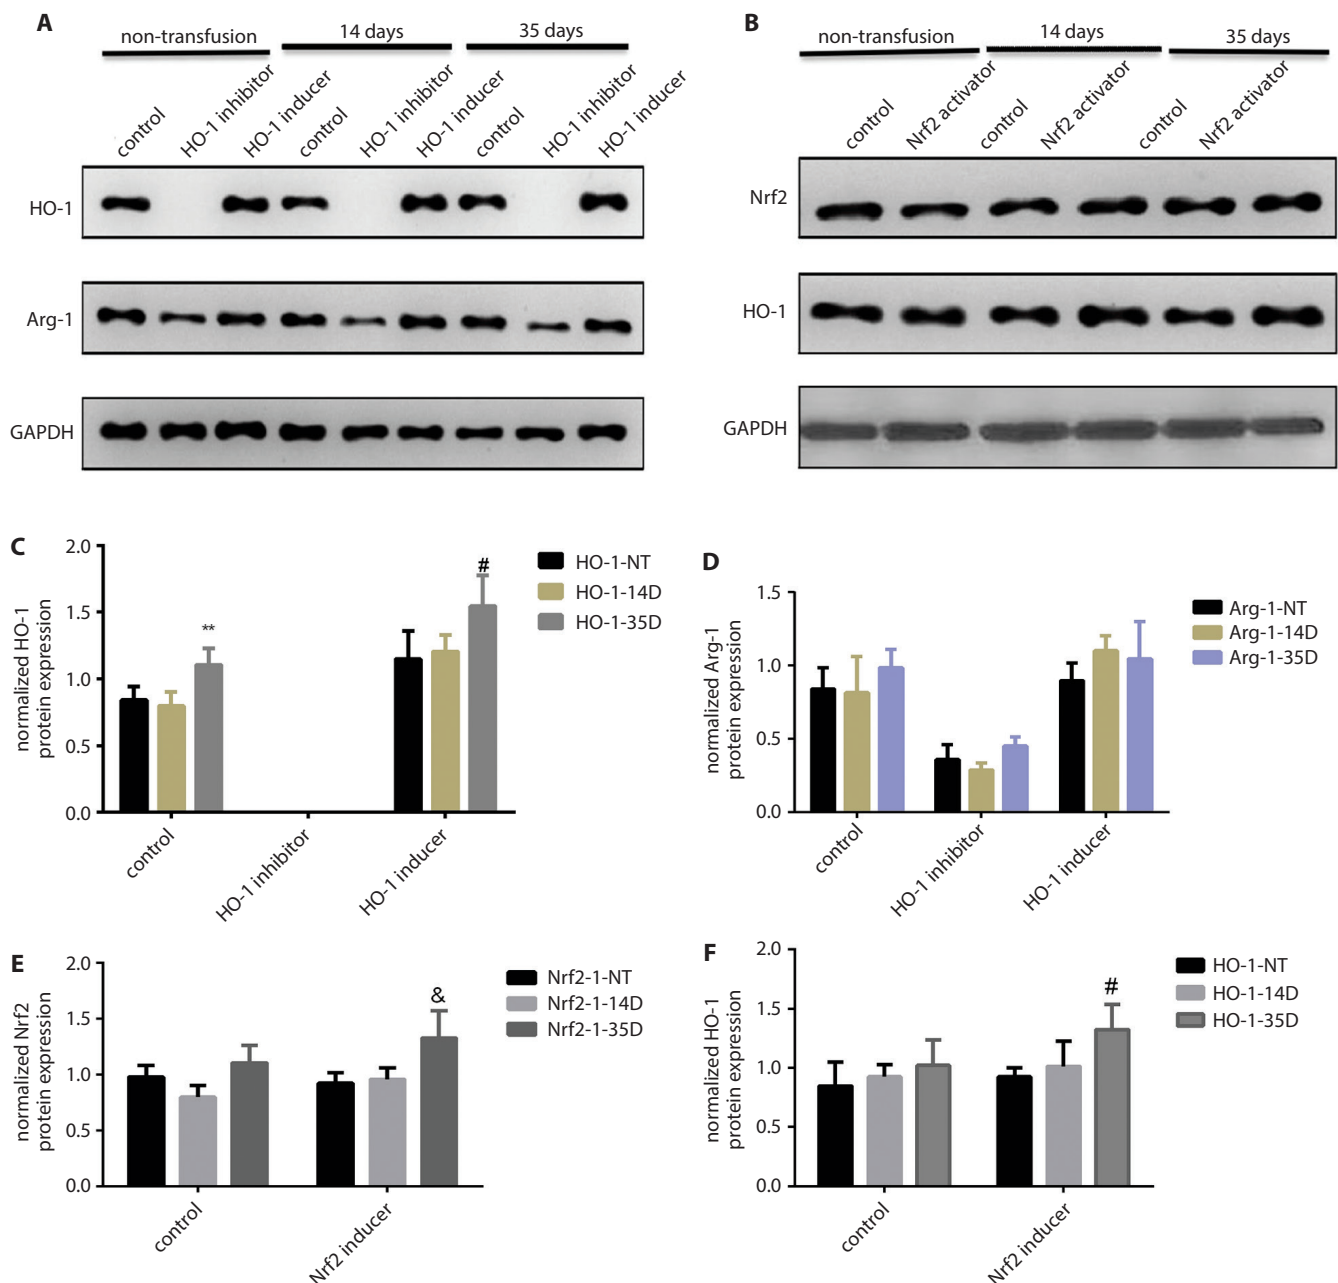 A
non-transfusion
14 days
35 days
control
HO-1 inhibitor
HO-1 inducer
control
HO-1 inhibitor
HO-1 inducer
control
HO-1 inhibitor
HO-1 inducer
HO-1
Arg-1
GAPDH
B
non-transfusion
14 days
35 days
control
Nrf2 activator
control
Nrf2 activator
control
Nrf2 activator
Nrf2
HO-1
GAPDH
C
normalized HO-1
protein expression
2.0
1.5
1.0
0.5
0.0
**
#
control
HO-1 inhibitor
HO-1 inducer
HO-1-NT
HO-1-14D
HO-1-35D
D
normalized Arg-1
protein expression
1.5
1.0
0.5
0.0
control
HO-1 inhibitor
HO-1 inducer
Arg-1-NT
Arg-1-14D
Arg-1-35D
E
normalized Nrf2
protein expression
2.0
1.5
1.0
0.5
0.0
&
control
Nrf2 inducer
Nrf2-1-NT
Nrf2-1-14D
Nrf2-1-35D
F
normalized HO-1
protein expression
2.0
1.5
1.0
0.5
0.0
#
control
Nrf2 inducer
HO-1-NT
HO-1-14D
HO-1-35D